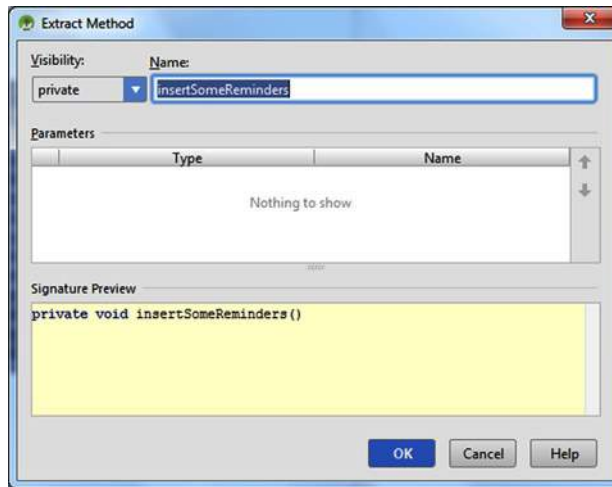 Extract Method
Visibility: Name:
private insertSomeReminders
Parameters
Type Name
Nothing to show
Signature Preview
private void insertSomeReminders()
OK Cancel Help